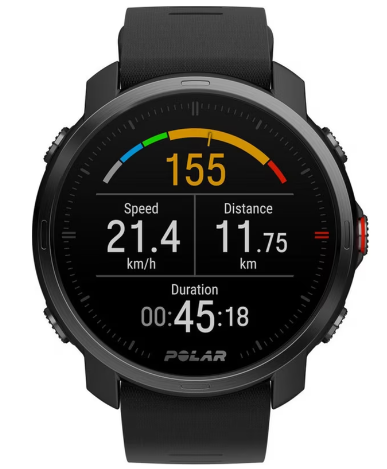 155
Speed Distance
21.4 11.75
km/h km
Duration
00:45:18
POLAR